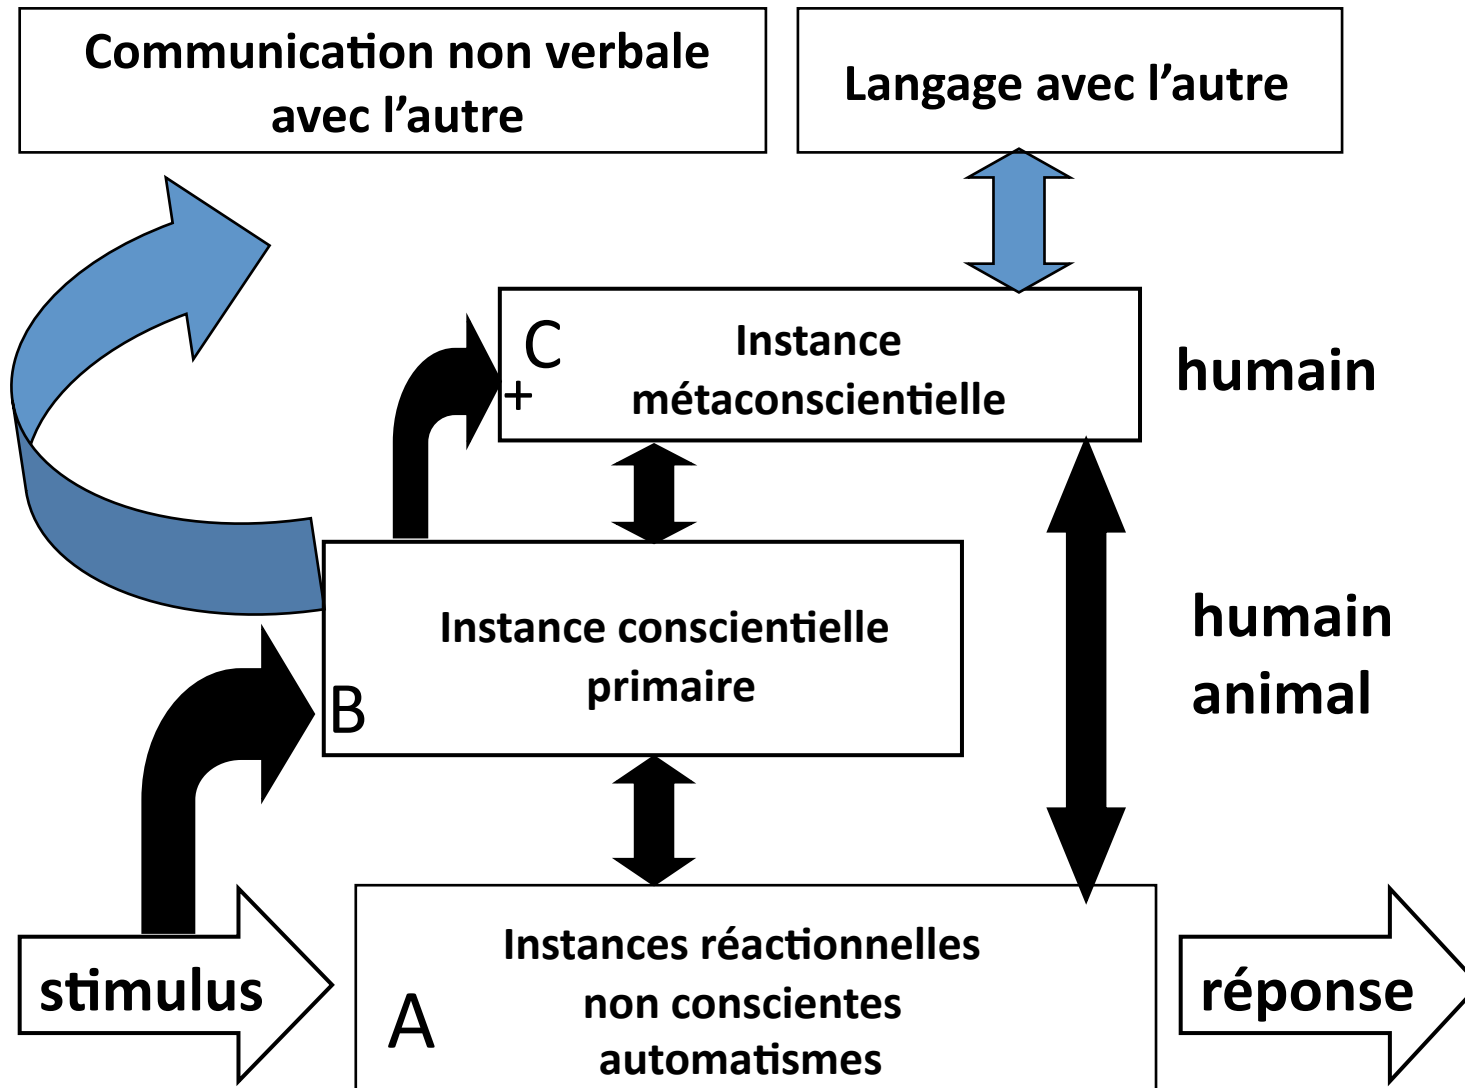 Communication non verbale
avec l’autre
Langage avec l’autre
C
+
Instance
métaconscientielle
humain
Instance conscientielle
primaire
B
humain
animal
stimulus
Instances réactionnelles
non conscientes
automatismes
A
réponse